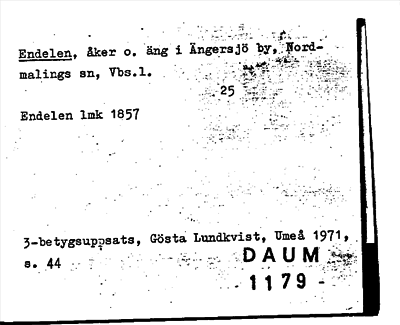 Endelen, åker o. äng i Ängersjö by, Nord-
malings sn, Vbs.l.
25
Endelen lmk 1857
3-betygsuppsats, Gösta Lundkvist, Umeå 1971,
s. 44
DAUM
1179